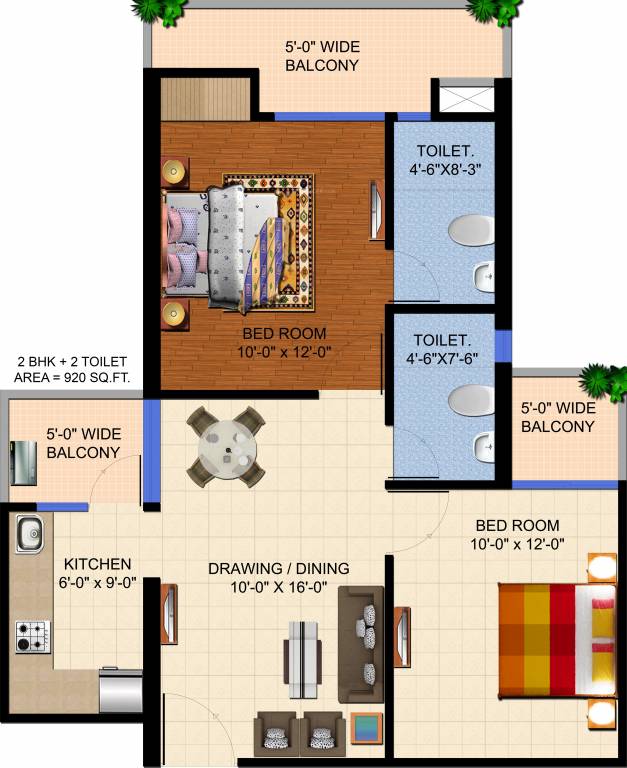 5'-0" WIDE
BALCONY
TOILET.
4'-6"X8'-3"
BED ROOM
10'-0" x 12'-0"
TOILET.
4'-6"X7'-6"
2 BHK + 2 TOILET
AREA = 920 SQ.FT.
5'-0" WIDE
BALCONY
5'-0" WIDE
BALCONY
BED ROOM
10'-0" x 12'-0"
KITCHEN
6'-0" x 9'-0"
DRAWING / DINING
10'-0" X 16'-0"